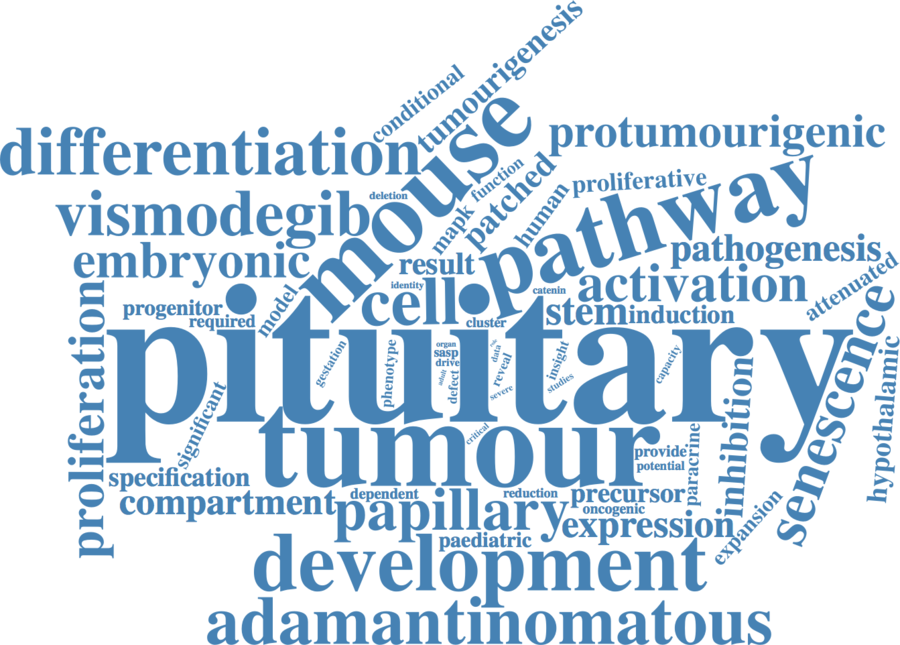 tumourigenesis
conditional
mouse
protumourigenic
differentiation
function
patched
mapk
human
proliferative
pathway
deletion
vismodegib
pathogenesis
embryonic
result
activation
attenuated
identity
catenin
cell
model
progenitor
required
cluster
stem
induction
pituitary
proliferation
senescence
hypothalamic
gestation
phenotype
organ
sasp
drive
adult
defect
data
reveal
severe
insight
studies
capacity
significant
inhibition
critical
tumour
provide
potential
paracrine
specification
compartment
dependent
reduction
precursor
oncogenic
papillary
expression
paediatric
expansion
development
adamantinomatous